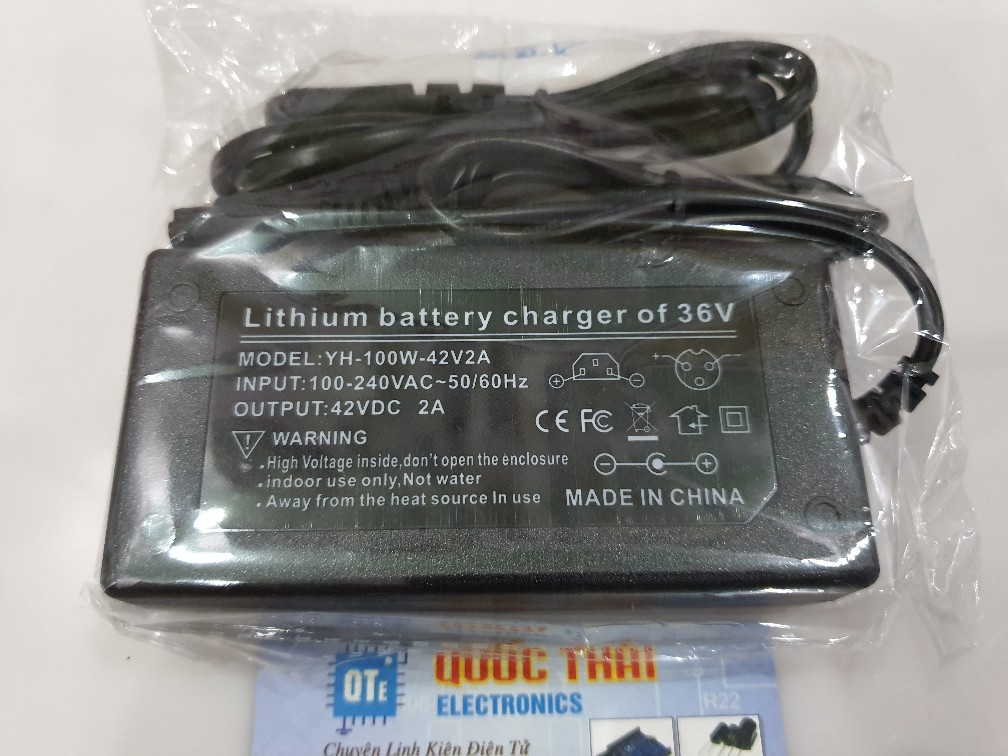 Lithium battery charger of 36V
MODEL:YH-100W-42V2A
INPUT:100-240VAC~50/60Hz
OUTPUT:42VDC 2A
WARNING
.High Voltage inside,don't open the enclosure
.indoor use only,Not water
.Away from the heat source In use
+ -
+ -
CE FC
- +
MADE IN CHINA
QTE
QUỐC THÁI
ELECTRONICS
R22
Chuyên Linh Kiện Điện Tử